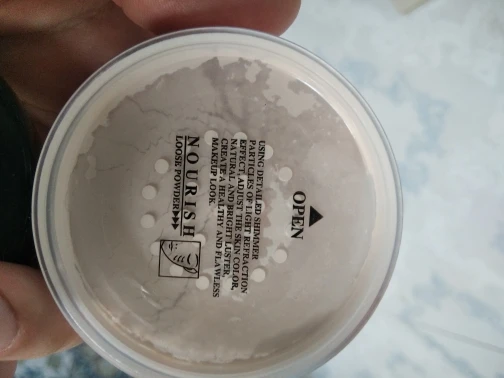 OPEN
USING DETAILED SHIMMER
PARTICLES OF LIGHT REFRACTION
EFFECT, ADJUST THE SKIN COLOR,
NATURAL AND BRIGHT LUSTER,
CREATE A HEALTHY AND FLAWLESS
MAKEUP LOOK.
NOURISH
LOOSE POWDER